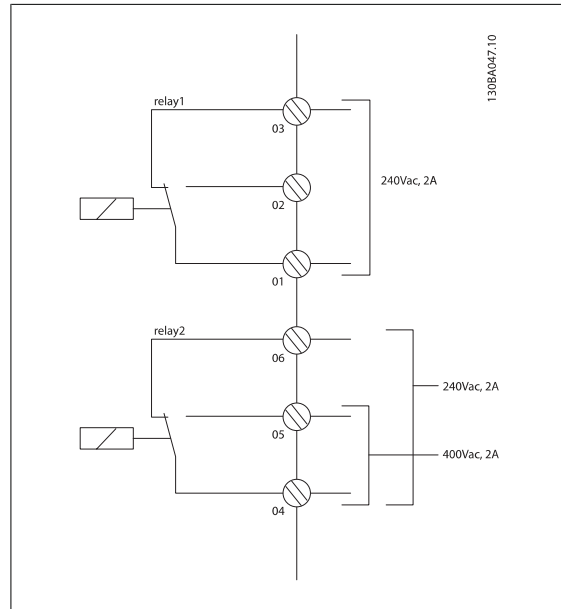 130BA047.10
relay1
03
240Vac, 2A
02
01
relay2
06
240Vac, 2A
05
400Vac, 2A
04